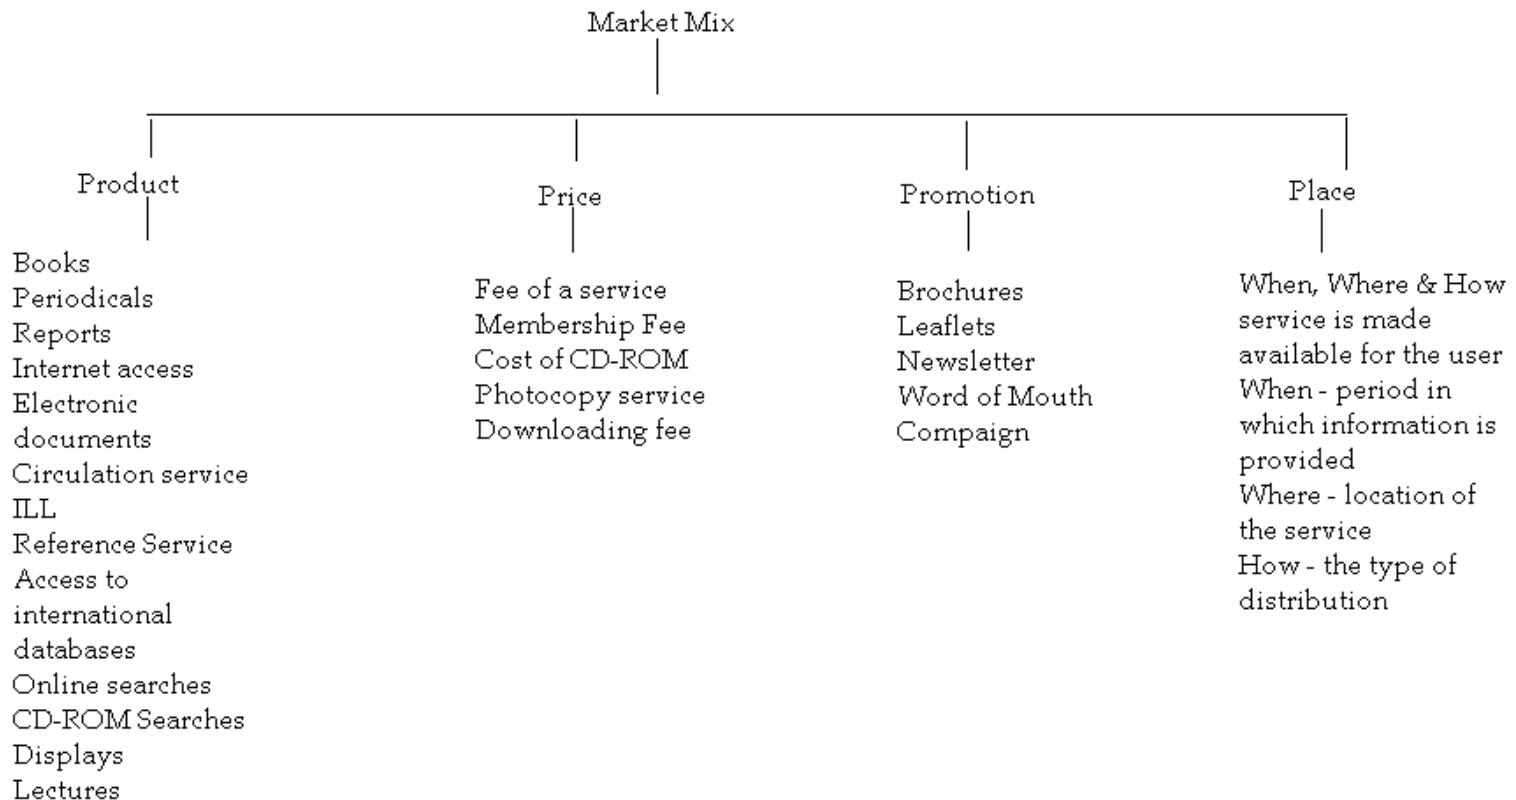 Market Mix
Product
Price
Promotion
Place
Books
Periodicals
Reports
Internet access
Electronic
documents
Circulation service
ILL
Reference Service
Access to
international
databases
Online searches
CD-ROM Searches
Displays
Lectures
Fee of a service
Membership Fee
Cost of CD-ROM
Photocopy service
Downloading fee
Brochures
Leaflets
Newsletter
Word of Mouth
Compaign
When, Where & How
service is made
available for the user
When - period in
which information is
provided
Where - location of
the service
How - the type of
distribution